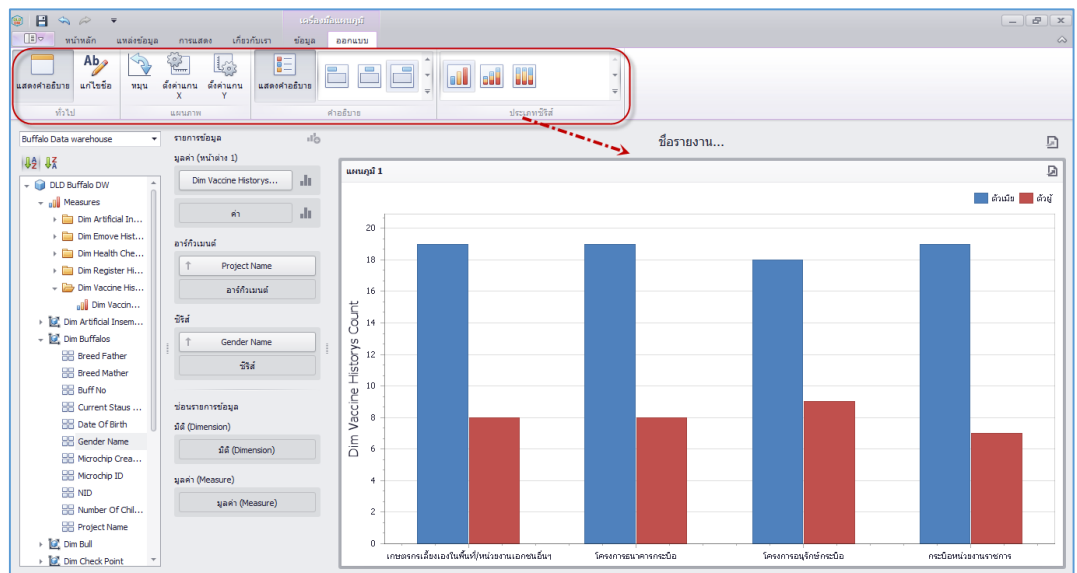 เครื่องมือแผนภูมิ
หน้าหลัก แหล่งข้อมูล การแสดง เกี่ยวกับเรา ข้อมูล ออกแบบ
แสดงคำอธิบาย แก้ไขชื่อ หมุน ตั้งค่าแกน X ตั้งค่าแกน Y แสดงคำอธิบาย
ทั่วไป แผนภาพ คำอธิบาย ประเภทซีรีส์
Buffalo Data warehouse
DLD Buffalo DW
Measures
Dim Artificial In...
Dim Emove Hist...
Dim Health Che...
Dim Register Hi...
Dim Vaccine His...
Dim Vaccin...
Dim Artificial Insem...
Dim Buffalos
Breed Father
Breed Mather
Buff No
Current Staus ...
Date Of Birth
Gender Name
Microchip Crea...
Microchip ID
NID
Number Of Chil...
Project Name
Dim Bull
Dim Check Point
รายการข้อมูล
มูลค่า (หน้าต่าง 1)
Dim Vaccine Historys...
ค่า
อาร์กิวเมนต์
Project Name
อาร์กิวเมนต์
ซีรีส์
Gender Name
ซีรีส์
ซ่อนรายการข้อมูล
มิติ (Dimension)
มิติ (Dimension)
มูลค่า (Measure)
มูลค่า (Measure)
ชื่อรายงาน...
แผนภูมิ 1
ตัวเมีย ตัวผู้
Dim Vaccine Historys Count
20
18
16
14
12
10
8
6
4
2
0
เกษตรกรเลี้ยงเองในพื้นที่/หน่วยงานเอกชนอื่นๆ โครงการธนาคารกระบือ โครงการอนุรักษ์กระบือ กระบือหน่วยงานราชการ